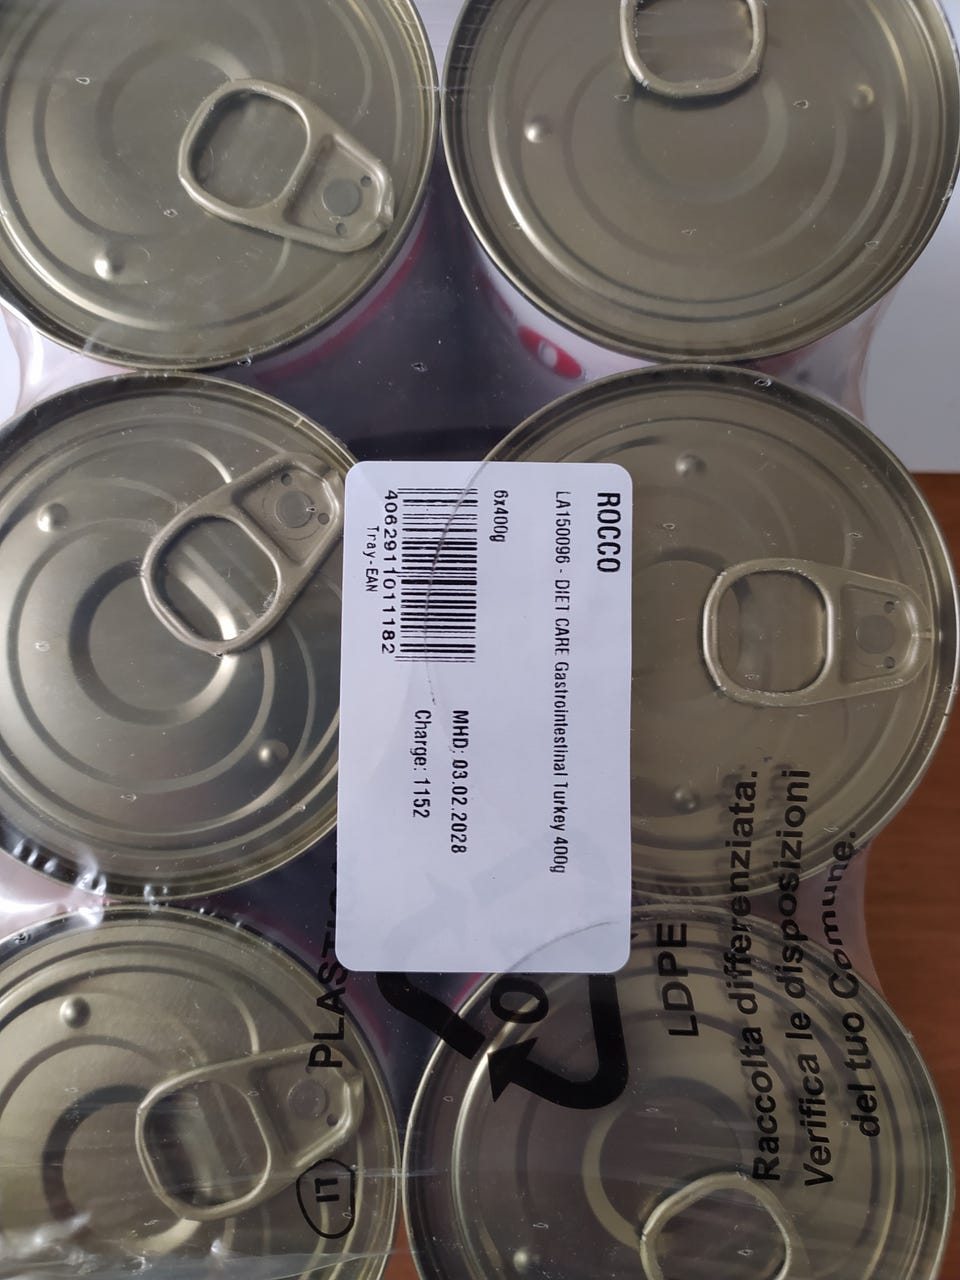 ROCCO
LA150096 - DIET CARE Gastrointestinal Turkey 400g
6x400g
4062911011182
Tray-EAN
MHD: 03.02.2028
Charge: 1152
LDPE
Raccolta differenziata.
Verifica le disposizioni
del tuo Comune.
IT